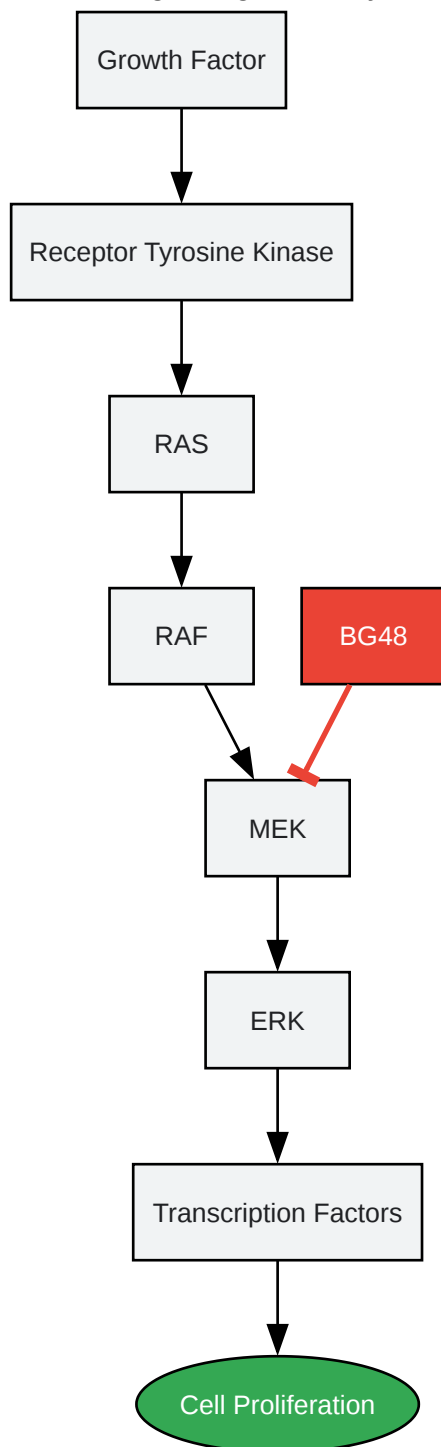 Growth Factor
Receptor Tyrosine Kinase
RAS
RAF
BG48
MEK
ERK
Transcription Factors
Cell Proliferation